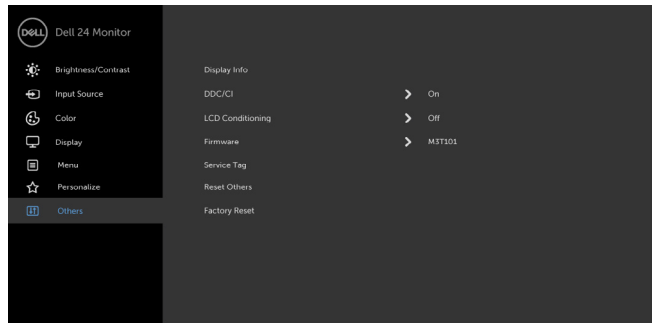 DELL Dell 24 Monitor
Brightness/Contrast Display Info
Input Source DDC/CI On
Color LCD Conditioning Off
Display Firmware M3T101
Menu Service Tag
Personalize Reset Others
Others Factory Reset